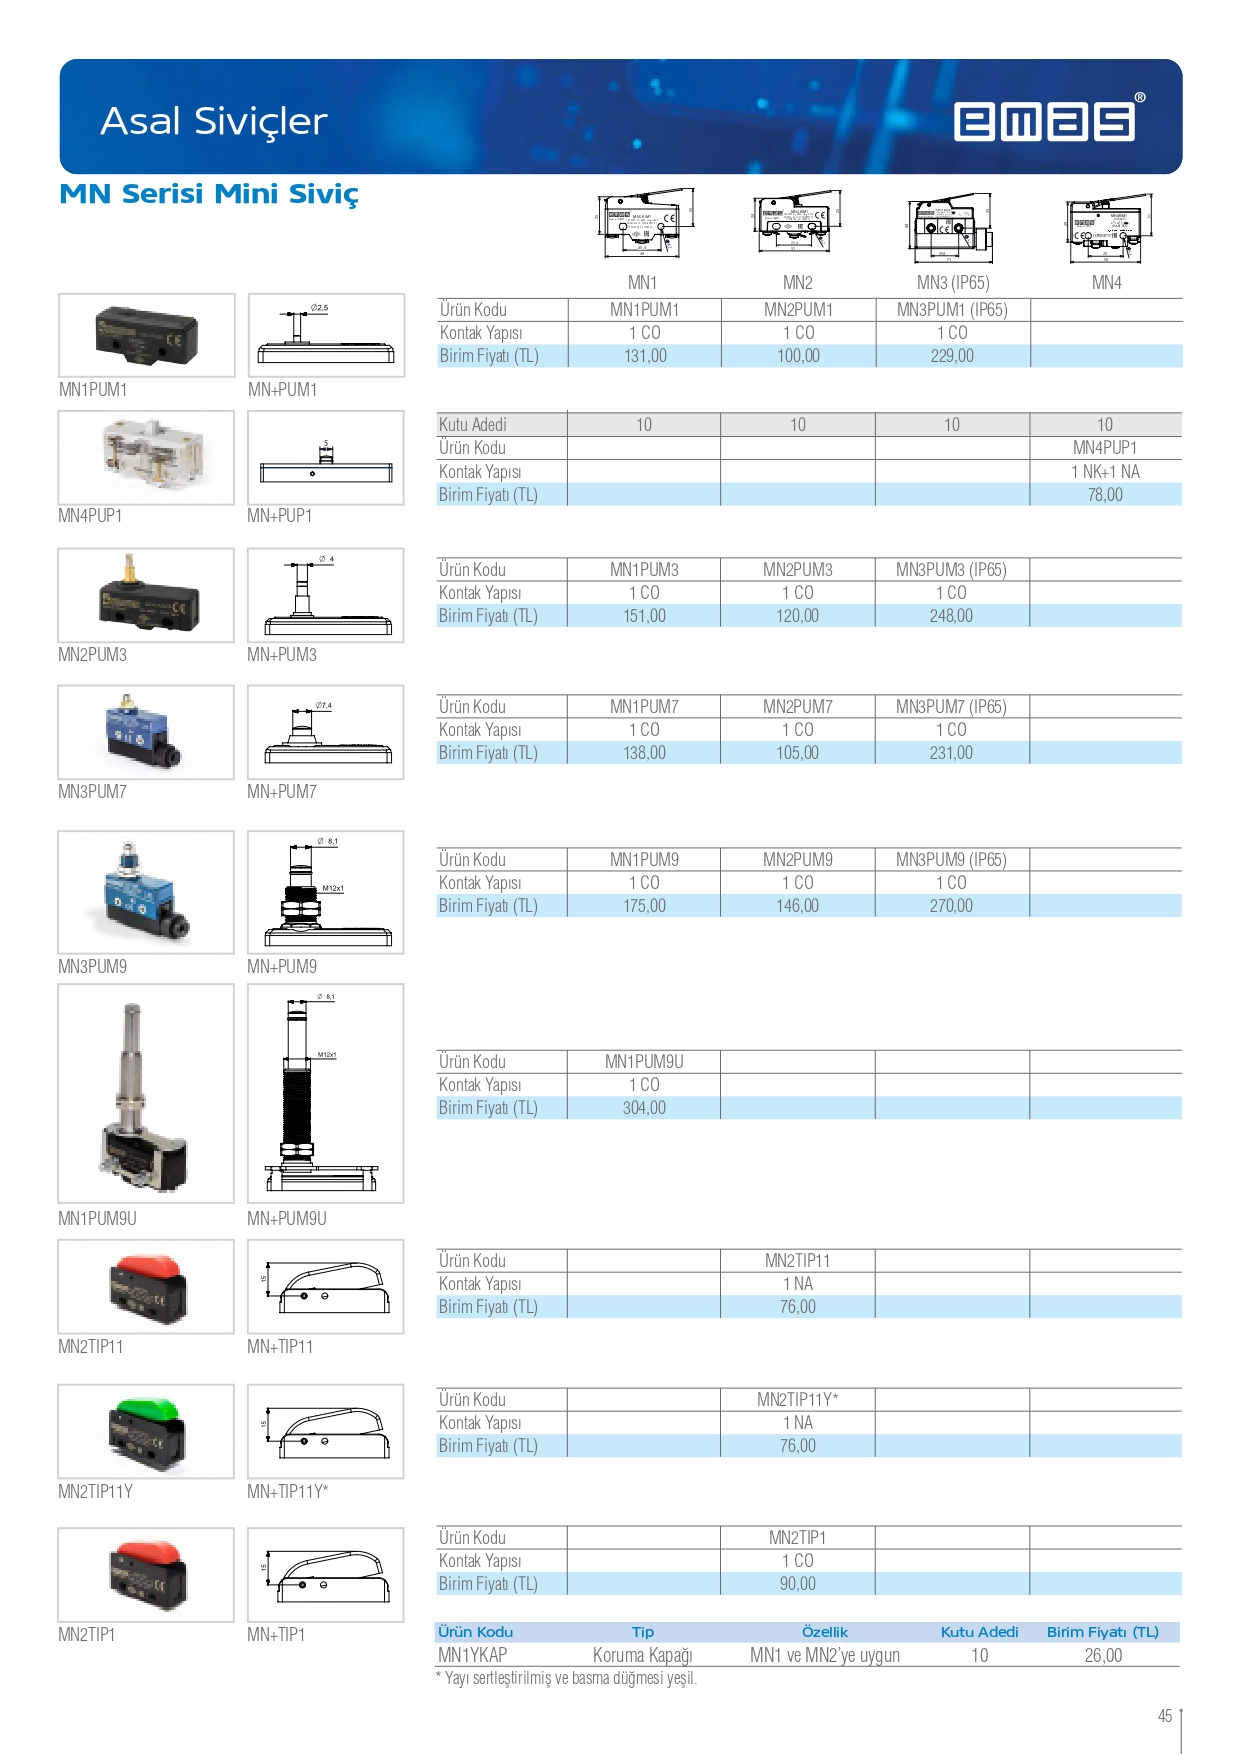 Asal Siviçler
emas®
MN Serisi Mini Siviç
MN1 MN2 MN3 (IP65) MN4
Ürün Kodu MN1PUM1 MN2PUM1 MN3PUM1 (IP65)
Kontak Yapısı 1 CO 1 CO 1 CO
Birim Fiyatı (TL) 131,00 100,00 229,00
Ø2,5
MN1PUM1 MN+PUM1
Kutu Adedi 10 10 10 10
Ürün Kodu MN4PUP1
Kontak Yapısı 1 NK+1 NA
Birim Fiyatı (TL) 78,00
5
MN4PUP1 MN+PUP1
Ürün Kodu MN1PUM3 MN2PUM3 MN3PUM3 (IP65)
Kontak Yapısı 1 CO 1 CO 1 CO
Birim Fiyatı (TL) 151,00 120,00 248,00
Ø 4
MN2PUM3 MN+PUM3
Ürün Kodu MN1PUM7 MN2PUM7 MN3PUM7 (IP65)
Kontak Yapısı 1 CO 1 CO 1 CO
Birim Fiyatı (TL) 138,00 105,00 231,00
Ø7,4
MN3PUM7 MN+PUM7
Ürün Kodu MN1PUM9 MN2PUM9 MN3PUM9 (IP65)
Kontak Yapısı 1 CO 1 CO 1 CO
Birim Fiyatı (TL) 175,00 146,00 270,00
Ø 8,1
M12x1
MN3PUM9 MN+PUM9
Ø 8,1
M12x1
Ürün Kodu MN1PUM9U
Kontak Yapısı 1 CO
Birim Fiyatı (TL) 304,00
MN1PUM9U MN+PUM9U
Ürün Kodu MN2TIP11
Kontak Yapısı 1 NA
Birim Fiyatı (TL) 76,00
15
MN2TIP11 MN+TIP11
Ürün Kodu MN2TIP11Y*
Kontak Yapısı 1 NA
Birim Fiyatı (TL) 76,00
15
MN2TIP11Y MN+TIP11Y*
Ürün Kodu MN2TIP1
Kontak Yapısı 1 CO
Birim Fiyatı (TL) 90,00
15
MN2TIP1 MN+TIP1
Ürün Kodu Tip Özellik Kutu Adedi Birim Fiyatı (TL)
MN1YKAP Koruma Kapağı MN1 ve MN2'ye uygun 10 26,00
* Yayı sertleştirilmiş ve basma düğmesi yeşil.
45